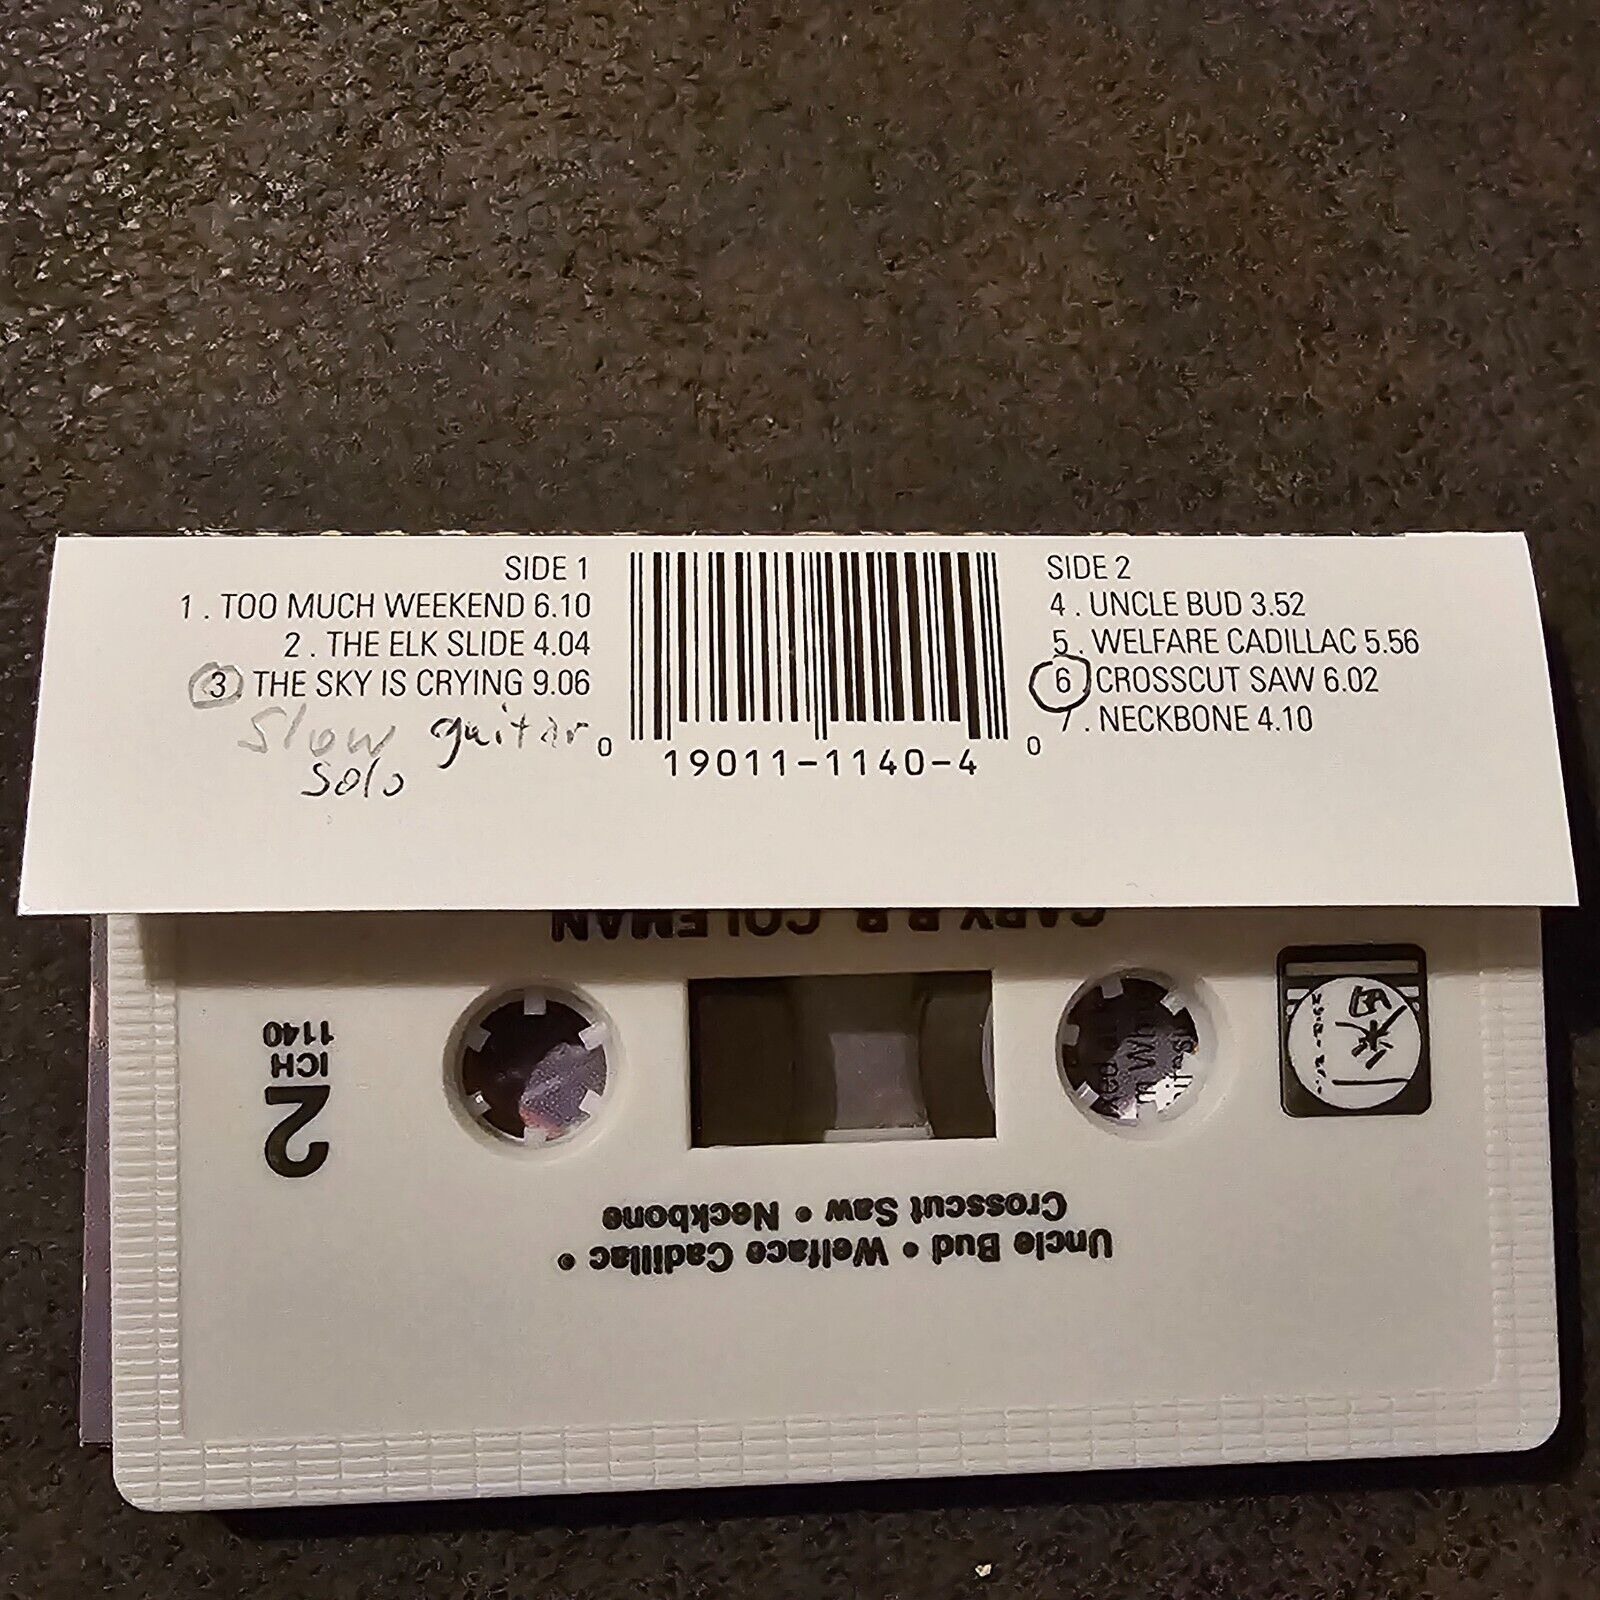 SIDE 1
1. TOO MUCH WEEKEND 6.10
2. THE ELK SLIDE 4.04
3. THE SKY IS CRYING 9.06
Slow guitar
Solo
0 19011-1140-4 0
SIDE 2
4. UNCLE BUD 3.52
5. WELFARE CADILLAC 5.56
6 CROSSCUT SAW 6.02
7. NECKBONE 4.10
GARY B.B. COLEMAN
2
ICH
1140
Uncle Bud • Welface Cadillac •
Crosscut Saw • Neckbone